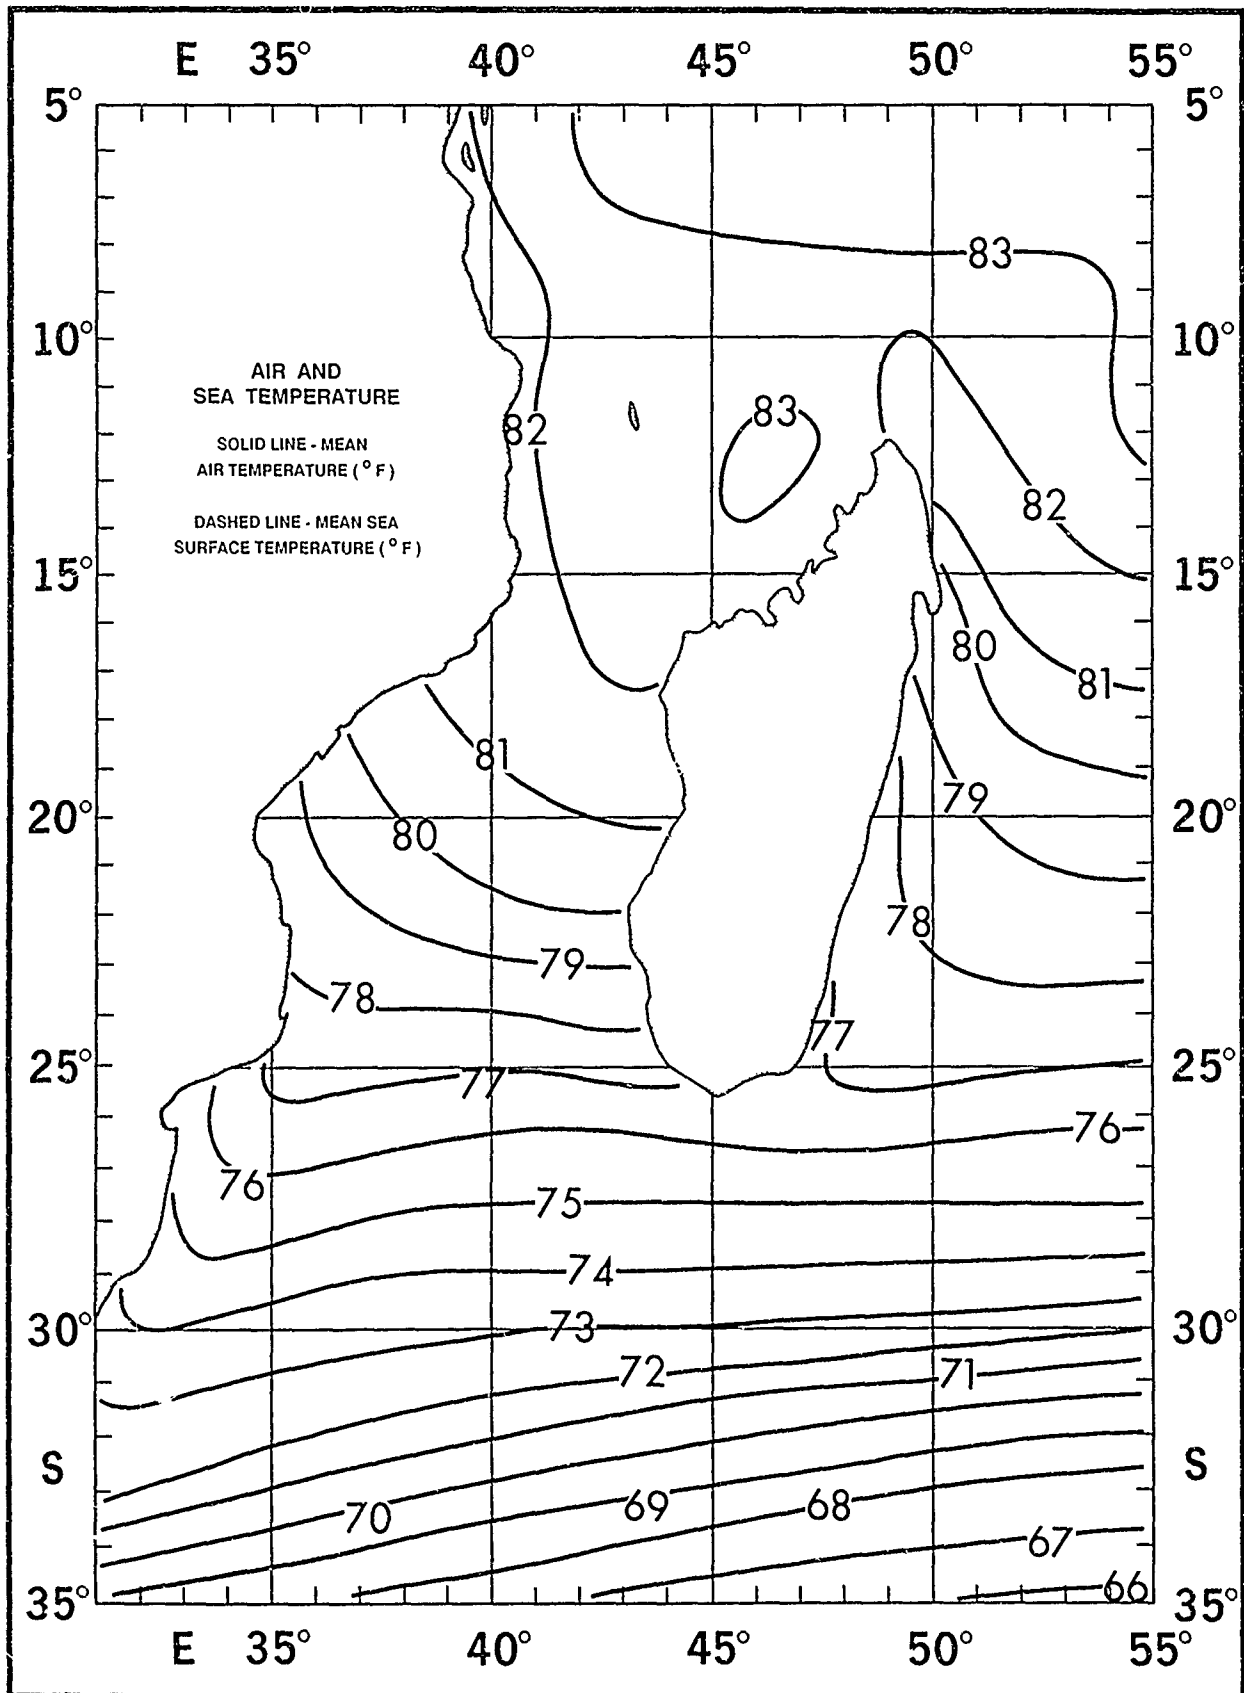 E 35° 40° 45° 50° 55°
5° 5°
83
10° 10°
AIR AND
SEA TEMPERATURE
83
82
SOLID LINE - MEAN
AIR TEMPERATURE (°F)
82
DASHED LINE - MEAN SEA
SURFACE TEMPERATURE (°F)
15° 15°
80
81
81
79
20° 20°
80
78
79
78
77
25° 25°
77
76
76
75
74
30° 73 30°
72 71
S S
70 69 68
67
66
35° 35°
E 35° 40° 45° 50° 55°